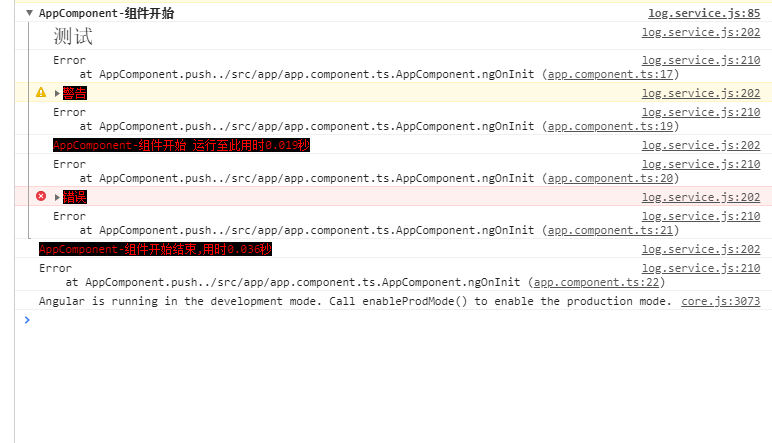 AppComponent-组件开始 log.service.js:85
测试 log.service.js:202
Error log.service.js:210
at AppComponent.push../src/app/app.component.ts.AppComponent.ngOnInit (app.component.ts:17)
警告 log.service.js:202
Error log.service.js:210
at AppComponent.push../src/app/app.component.ts.AppComponent.ngOnInit (app.component.ts:19)
AppComponent-组件开始 运行至此用时0.019秒 log.service.js:202
Error log.service.js:210
at AppComponent.push../src/app/app.component.ts.AppComponent.ngOnInit (app.component.ts:20)
错误 log.service.js:202
Error log.service.js:210
at AppComponent.push../src/app/app.component.ts.AppComponent.ngOnInit (app.component.ts:21)
AppComponent-组件开始结束,用时0.036秒 log.service.js:202
Error log.service.js:210
at AppComponent.push../src/app/app.component.ts.AppComponent.ngOnInit (app.component.ts:22)
Angular is running in the development mode. Call enableProdMode() to enable the production mode. core.js:3073